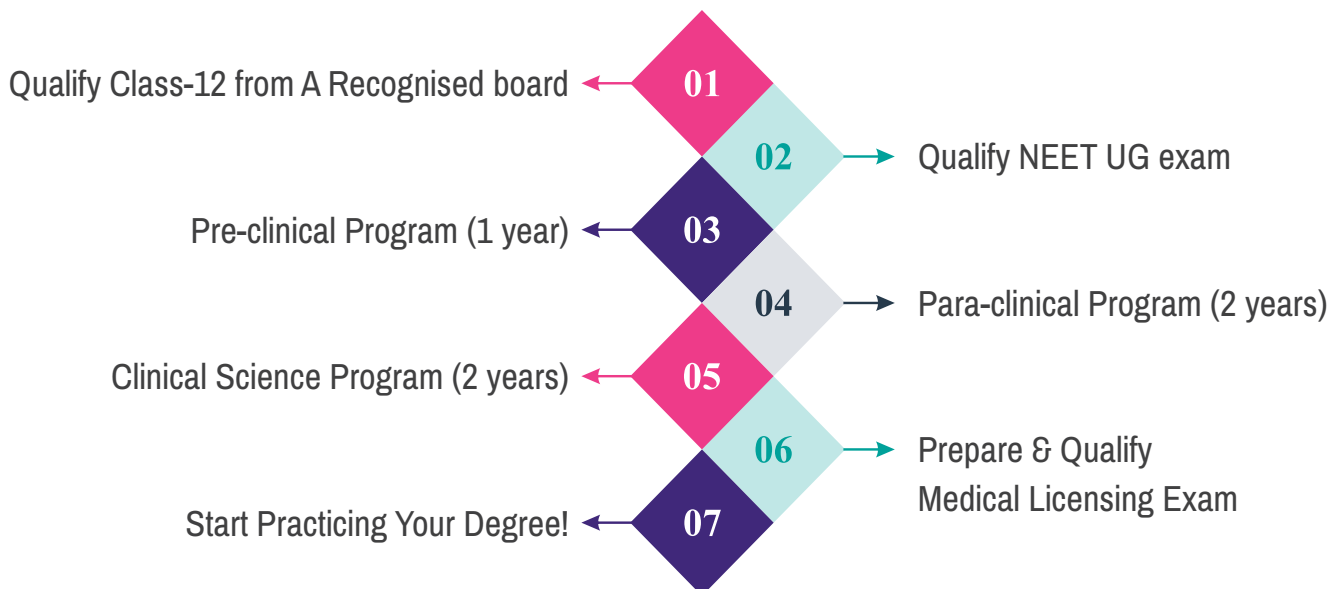 01
Qualify Class-12 from A Recognised board
02
Qualify NEET UG exam
03
Pre-clinical Program (1 year)
04
Para-clinical Program (2 years)
05
Clinical Science Program (2 years)
06
Prepare & Qualify
Medical Licensing Exam
07
Start Practicing Your Degree!